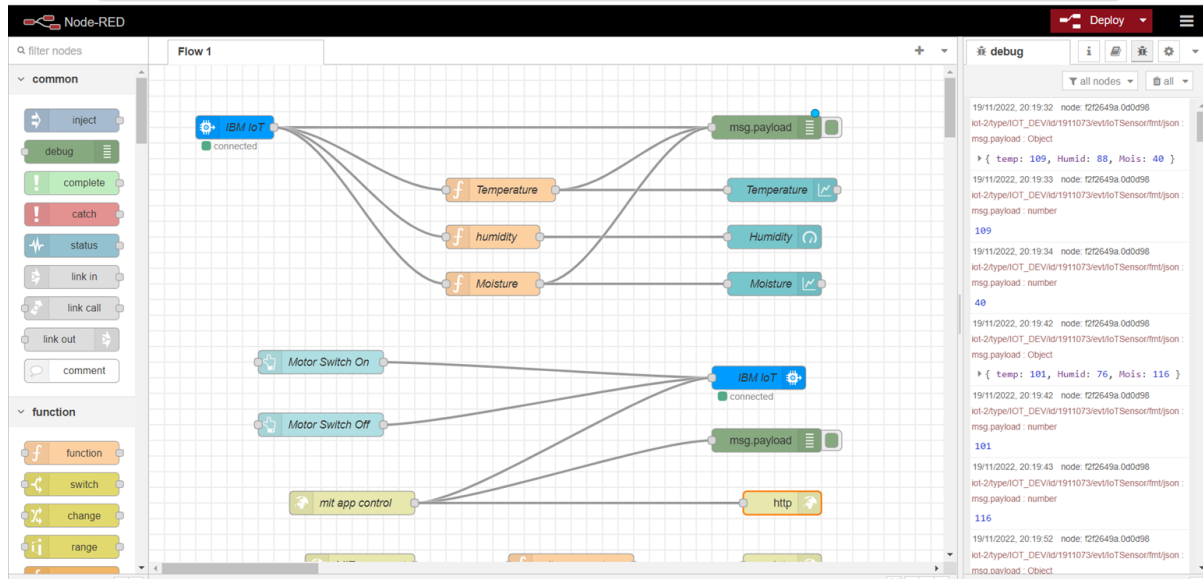 Node-RED
Deploy
filter nodes
Flow 1
debug
all nodes
all
common
inject
debug
complete
catch
status
link in
link call
link out
comment
function
function
switch
change
range
IBM IoT
connected
msg.payload
Temperature
Temperature
humidity
Humidity
Moisture
Moisture
Motor Switch On
IBM IoT
connected
Motor Switch Off
msg.payload
mit app control
http
19/11/2022, 20:19:32 node: f2f2649a.0d0d98
iot-2/type/IOT_DEV/id/1911073/evt/IoTSensor/fmt/json :
msg.payload : Object
{ temp: 109, Humid: 88, Mois: 40 }
19/11/2022, 20:19:33 node: f2f2649a.0d0d98
iot-2/type/IOT_DEV/id/1911073/evt/IoTSensor/fmt/json :
msg.payload : number
109
19/11/2022, 20:19:34 node: f2f2649a.0d0d98
iot-2/type/IOT_DEV/id/1911073/evt/IoTSensor/fmt/json :
msg.payload : number
40
19/11/2022, 20:19:42 node: f2f2649a.0d0d98
iot-2/type/IOT_DEV/id/1911073/evt/IoTSensor/fmt/json :
msg.payload : Object
{ temp: 101, Humid: 76, Mois: 116 }
19/11/2022, 20:19:42 node: f2f2649a.0d0d98
iot-2/type/IOT_DEV/id/1911073/evt/IoTSensor/fmt/json :
msg.payload : number
101
19/11/2022, 20:19:43 node: f2f2649a.0d0d98
iot-2/type/IOT_DEV/id/1911073/evt/IoTSensor/fmt/json :
msg.payload : number
116
19/11/2022, 20:19:52 node: f2f2649a.0d0d98
iot-2/type/IOT_DEV/id/1911073/evt/IoTSensor/fmt/json :
msg.payload : Object